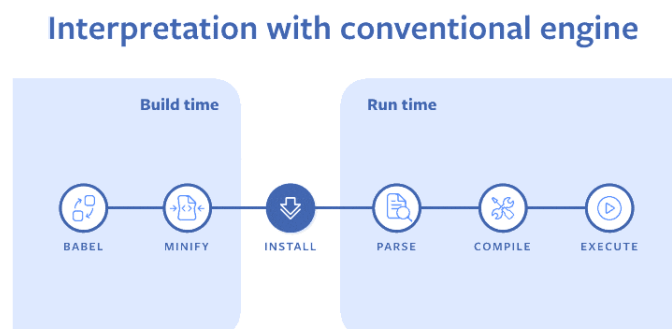 Interpretation with conventional engine
Build time
Run time
BABEL
MINIFY
INSTALL
PARSE
COMPILE
EXECUTE